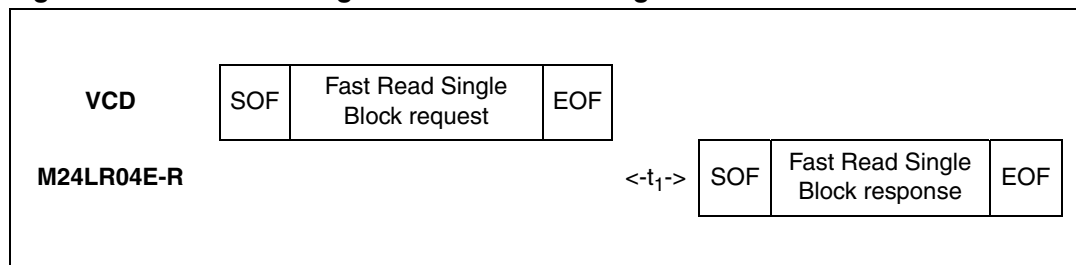 VCD SOF Fast Read Single Block request EOF
M24LR04E-R <-t₁-> SOF Fast Read Single Block response EOF